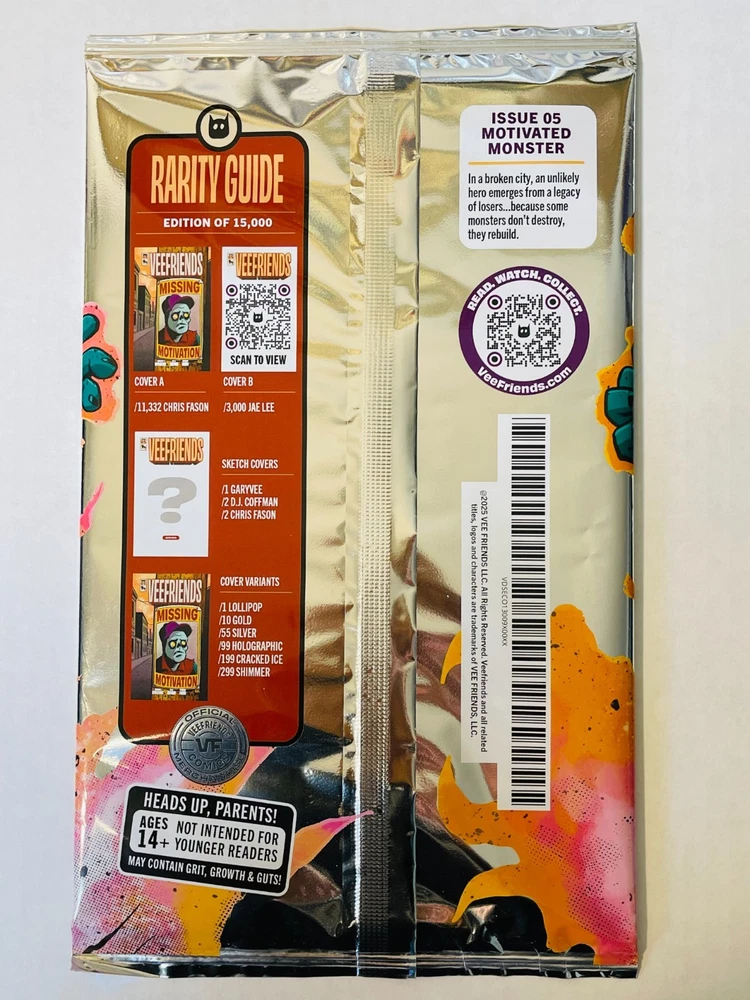 RARITY GUIDE
EDITION OF 15,000
VEEFRIENDS
MISSING
MOTIVATION
COVER A
/11,332 CHRIS FASON
VEEFRIENDS
SCAN TO VIEW
COVER B
/3,000 JAE LEE
VEEFRIENDS
?
SKETCH COVERS
/1 GARYVEE
/2 D.J. COFFMAN
/2 CHRIS FASON
VEEFRIENDS
MISSING
MOTIVATION
COVER VARIANTS
/1 LOLLIPOP
/10 GOLD
/55 SILVER
/99 HOLOGRAPHIC
/199 CRACKED ICE
/299 SHIMMER
OFFICIAL
VEEFRIENDS
VF
COMICS
HEADS UP, PARENTS!
AGES
14+
NOT INTENDED FOR
YOUNGER READERS
MAY CONTAIN GRIT, GROWTH & GUTS!
ISSUE 05
MOTIVATED
MONSTER
In a broken city, an unlikely
hero emerges from a legacy
of losers...because some
monsters don't destroy,
they rebuild.
READ. WATCH. COLLECT.
VeeFriends.com
©2025 VEE FRIENDS LLC. All Rights Reserved. Veefriends and all related
titles, logos and characters are trademarks of VEE FRIENDS, LLC.